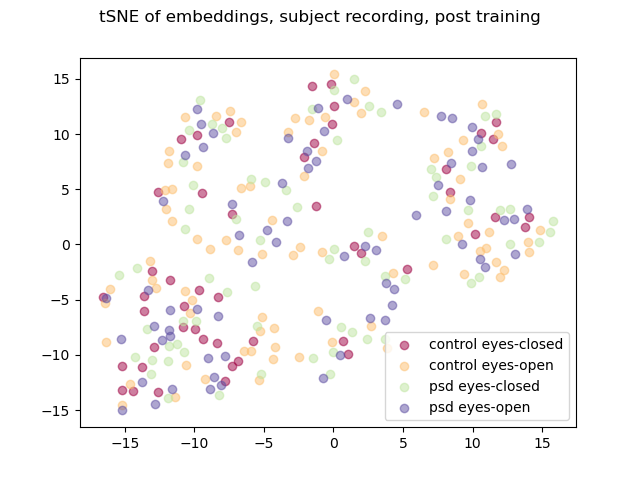 tSNE of embeddings, subject recording, post training
15
10
5
0
−5
−10
−15
−15
−10
−5
0
5
10
15
control eyes-closed
control eyes-open
psd eyes-closed
psd eyes-open